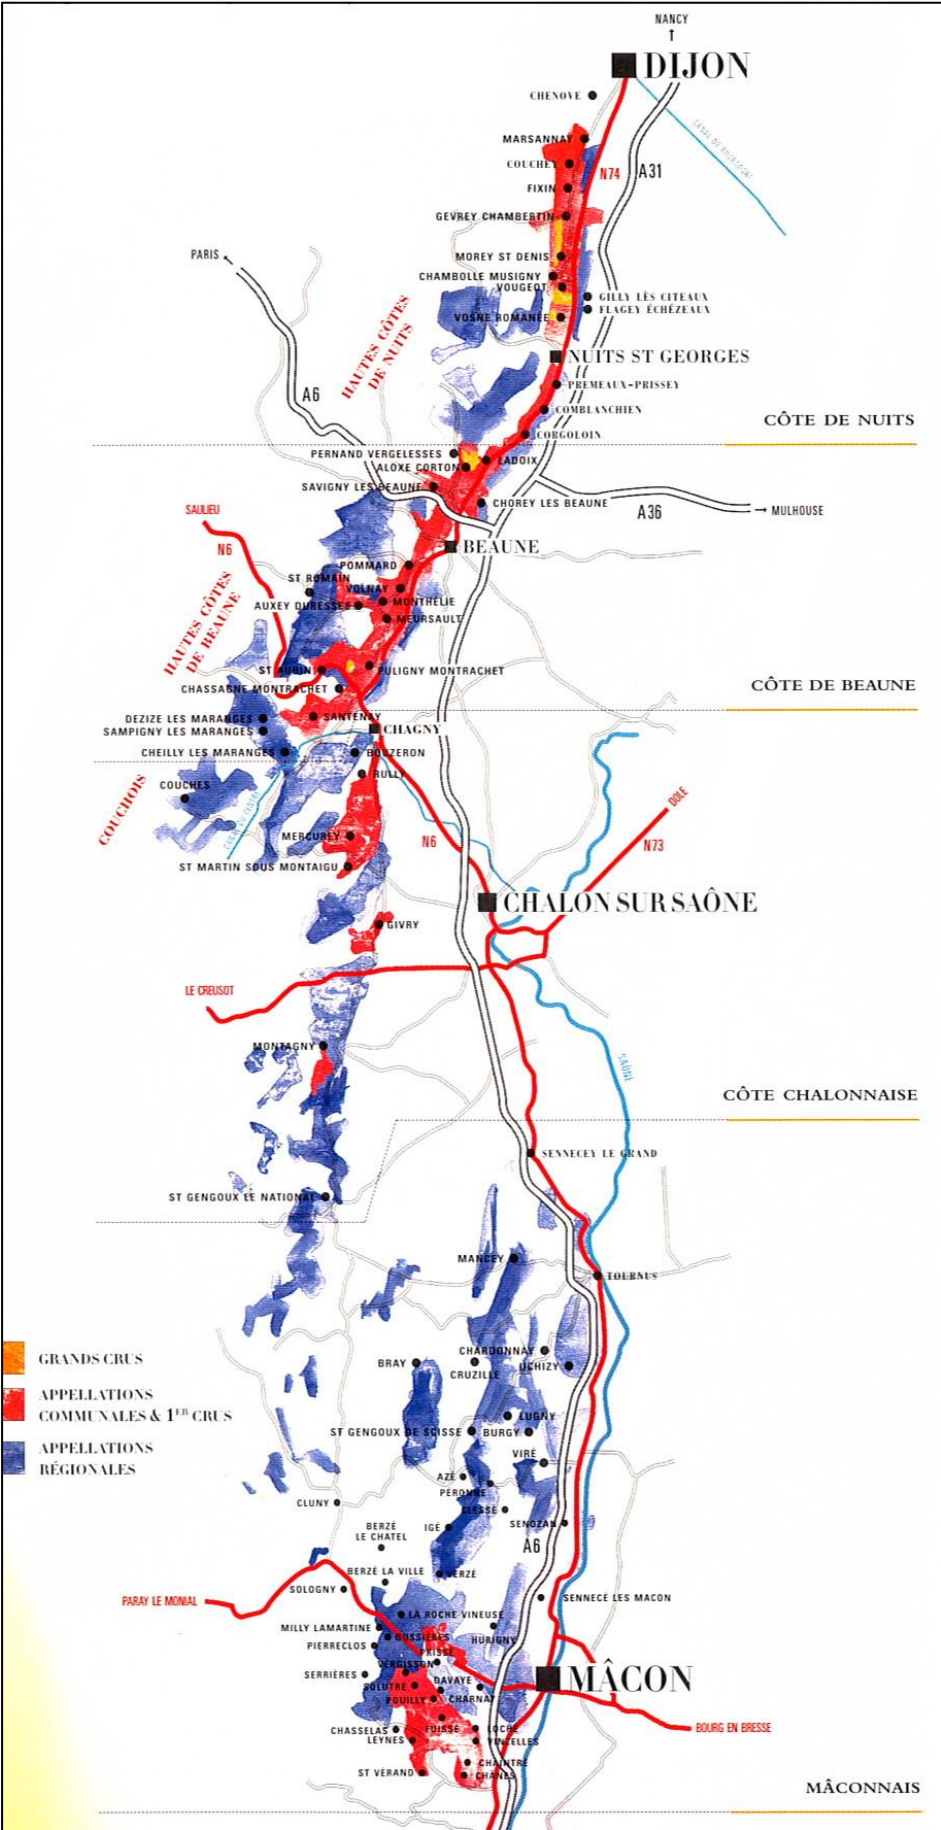 NANCY
DIJON
CHENOVE
CANAL DE BOURGOGNE
MARSANNAY
COUCHEY
N74
A31
FIXIN
GEVREY CHAMBERTIN
PARIS
MOREY ST DENIS
CHAMBOLLE MUSIGNY
VOUGEOT
GILLY LÈS CITEAUX
FLAGEY ÉCHÉZEAUX
VOSNE ROMANÉE
HAUTES CÔTES
DE NUITS
NUITS ST GEORGES
PREMEAUX-PRISSEY
A6
COMBLANCHIEN
CÔTE DE NUITS
CORGOLOIN
PERNAND VERGELESSES
LADOIX
ALOXE CORTON
SAVIGNY LES BEAUNE
CHOREY LES BEAUNE
A36
MULHOUSE
SAULIEU
N6
BEAUNE
POMMARD
ST ROMAIN
VOLNAY
MONTHELIE
AUXEY DURESSES
MEURSAULT
HAUTES CÔTES
DE BEAUNE
ST AUBIN
PULIGNY MONTRACHET
CHASSAGNE MONTRACHET
CÔTE DE BEAUNE
DEZIZE LES MARANGES
SANTENAY
SAMPIGNY LES MARANGES
CHAGNY
CHEILLY LES MARANGES
BOUZERON
RULLY
COUCHOIS
COUCHES
CANAL DU CENTRE
DOLE
MERCUREY
N6
N73
ST MARTIN SOUS MONTAIGU
CHALON SUR SAÔNE
GIVRY
LE CREUSOT
MONTAGNY
SAÔNE
CÔTE CHALONNAISE
SENNECEY LE GRAND
ST GENGOUX LE NATIONAL
MANCEY
TOURNUS
CHARDONNAY
BRAY
CRUZILLE
UCHIZY
GRANDS CRUS
APPELLATIONS
COMMUNALES & 1ER CRUS
APPELLATIONS
RÉGIONALES
LUGNY
ST GENGOUX DE SCISSE
BURGY
VIRÉ
AZÉ
PERONNE
CLUNY
CLESSÉ
SENOZAN
IGÉ
BERZÉ
LE CHATEL
A6
BERZÉ LA VILLE
VERZÉ
SOLOGNY
SENNECÉ LES MACON
PARAY LE MONIAL
LA ROCHE VINEUSE
MILLY LAMARTINE
HURIGNY
BUSSIÈRES
PIERRECLOS
PRISSÉ
VERGISSON
SERRIÈRES
MÂCON
SOLUTRÉ
DAVAYÉ
POUILLY
CHARNAY
FUISSÉ
LOCHÉ
BOURG EN BRESSE
CHASSELAS
LEYNES
VINZELLES
CHAINTRÉ
ST VÉRAND
CHÂNES
MÂCONNAIS